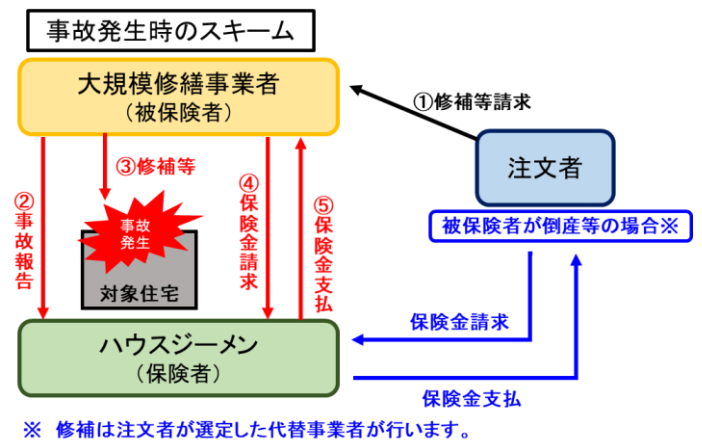 事故発生時のスキーム
大規模修繕事業者
（被保険者）
①修補等請求
注文者
被保険者が倒産等の場合※
②事故報告
③修補等
④保険金請求
⑤保険金支払
事故
発生
対象住宅
保険金請求
ハウスジーメン
（保険者）
保険金支払
※ 修補は注文者が選定した代替事業者が行います。